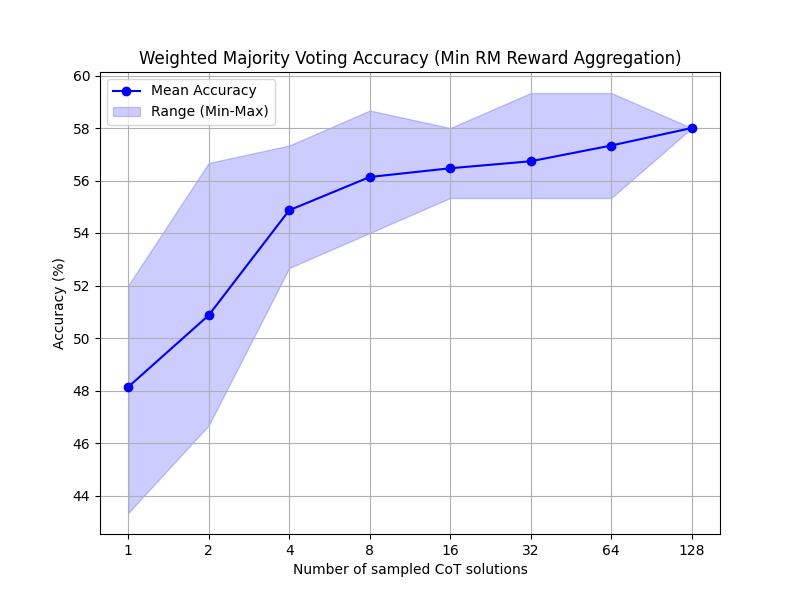 Weighted Majority Voting Accuracy (Min RM Reward Aggregation)
Mean Accuracy
Range (Min-Max)
Accuracy (%)
60
58
56
54
52
50
48
46
44
1 2 4 8 16 32 64 128
Number of sampled CoT solutions